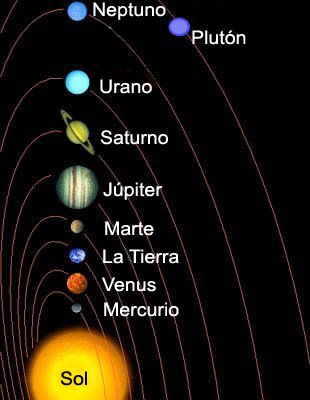 Neptuno
Plutón
Urano
Saturno
Júpiter
Marte
La Tierra
Venus
Mercurio
Sol